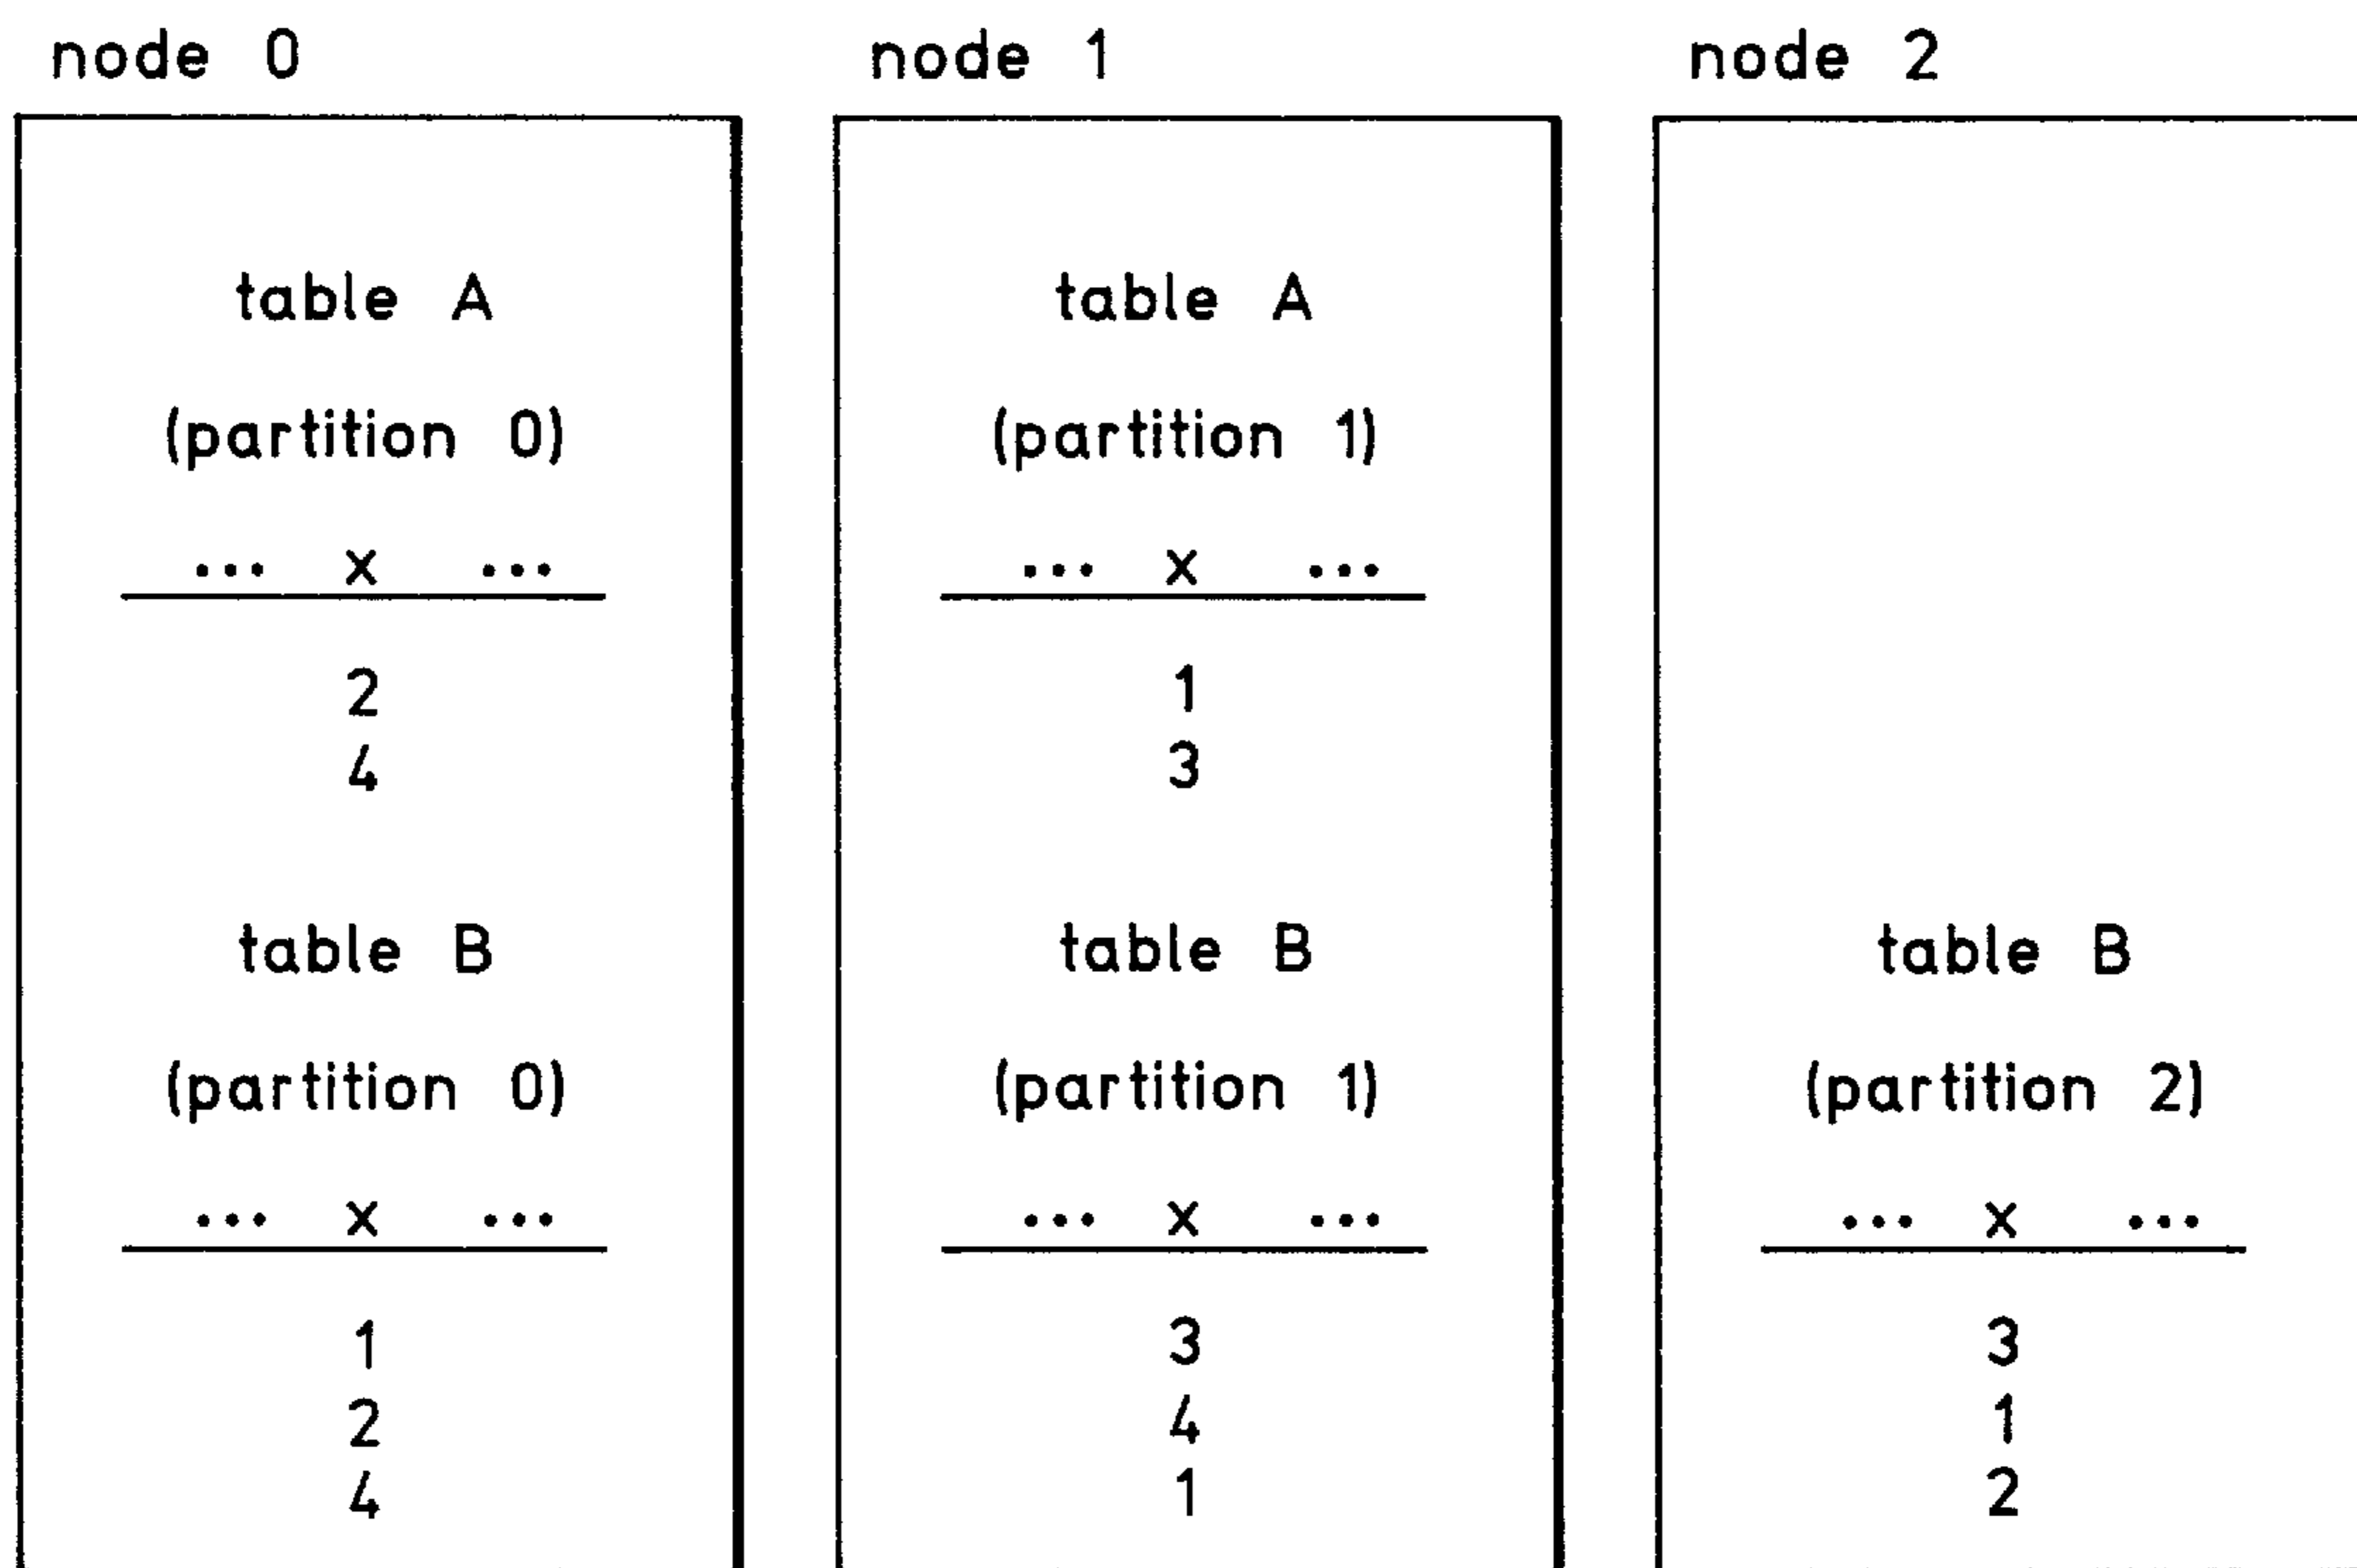 node 0
table A
(partition 0)
... x ...
2
4
table B
(partition 0)
... x ...
1
2
4
node 1
table A
(partition 1)
... x ...
1
3
table B
(partition 1)
... x ...
3
4
1
node 2
table B
(partition 2)
... x ...
3
1
2